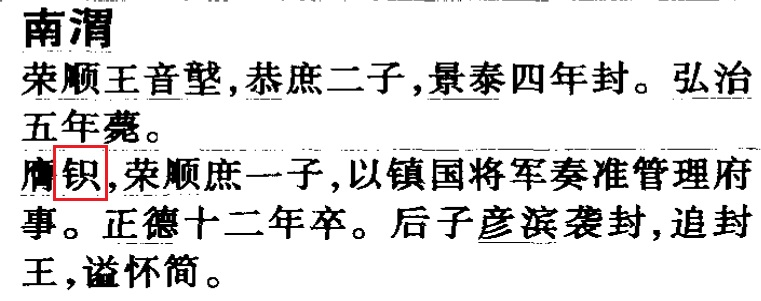 南渭
荣顺王音塈,恭庶二子,景泰四年封。弘治
五年薨。
膺,荣顺庶一子,以镇国将军奏准管理府
事。正德十二年卒。后子彦滨袭封,追封
王,谥怀简。